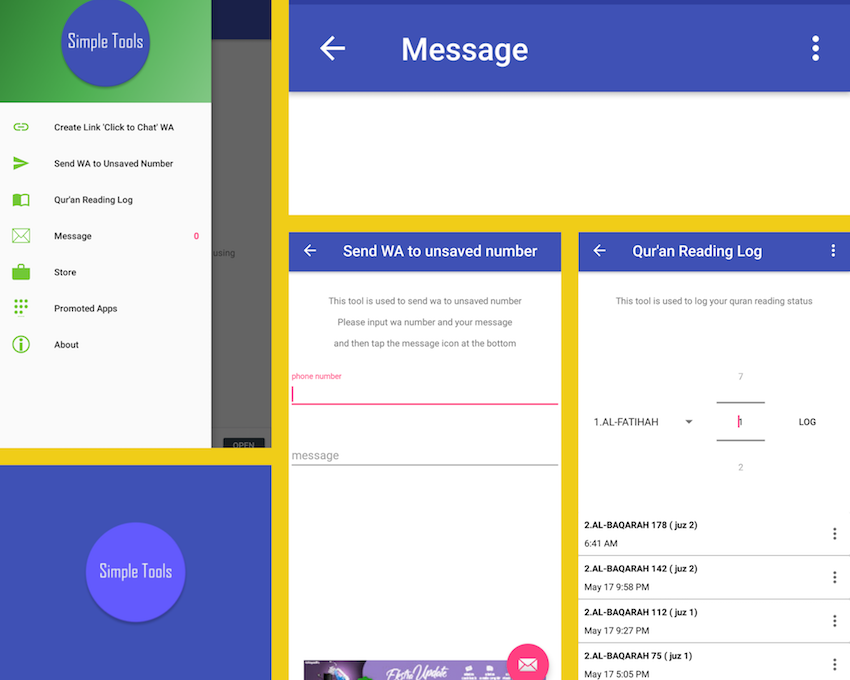 Simple Tools
Create Link 'Click to Chat' WA
Send WA to Unsaved Number
Qur'an Reading Log
Message 0
Store
Promoted Apps
About
using
OPEN
Message
Simple Tools
Send WA to unsaved number
This tool is used to send wa to unsaved number
Please input wa number and your message
and then tap the message icon at the bottom
phone number
message
Ekstra Update
Qur'an Reading Log
This tool is used to log your quran reading status
7
1.AL-FATIHAH 1 LOG
2
2.AL-BAQARAH 178 ( juz 2)
6:41 AM
2.AL-BAQARAH 142 ( juz 2)
May 17 9:58 PM
2.AL-BAQARAH 112 ( juz 1)
May 17 9:27 PM
2.AL-BAQARAH 75 ( juz 1)
May 17 5:05 PM